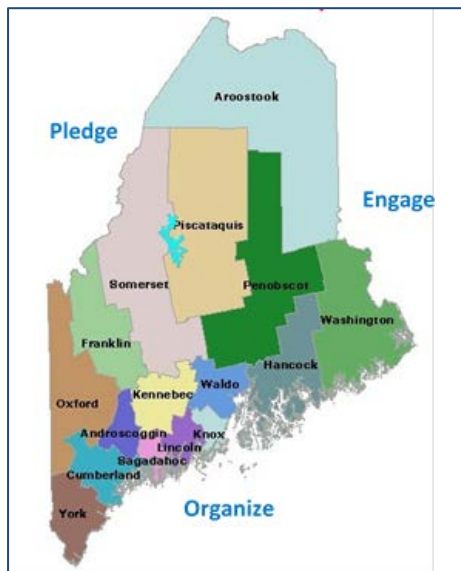 Aroostook
Pledge
Engage
Piscataquis
Somerset
Penobscot
Washington
Franklin
Hancock
Waldo
Kennebec
Oxford
Androscoggin
Knox
Lincoln
Sagadahoc
Cumberland
Organize
York